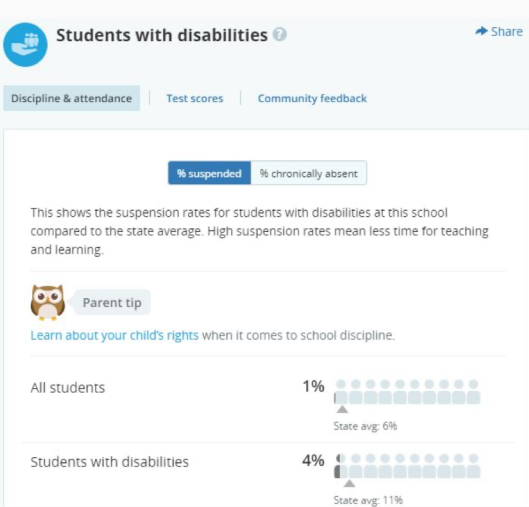 Students with disabilities ?
Share
Discipline & attendance
Test scores
Community feedback
% suspended
% chronically absent
This shows the suspension rates for students with disabilities at this school
compared to the state average. High suspension rates mean less time for teaching
and learning.
Parent tip
Learn about your child's rights when it comes to school discipline.
All students
1%
State avg: 6%
Students with disabilities
4%
State avg: 11%